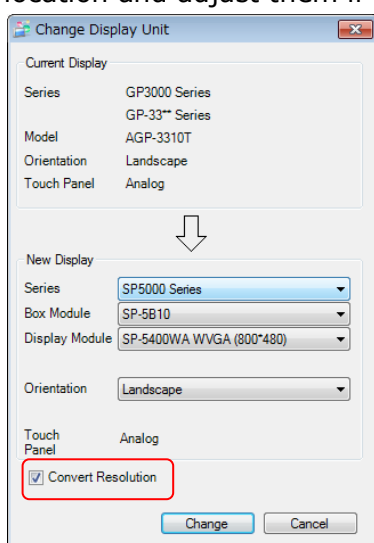 location and adjust them if
Change Display Unit
Current Display
Series GP3000 Series
GP-33** Series
Model AGP-3310T
Orientation Landscape
Touch Panel Analog
New Display
Series SP5000 Series
Box Module SP-5B10
Display Module SP-5400WA WVGA (800*480)
Orientation Landscape
Touch
Panel Analog
Convert Resolution
Change Cancel